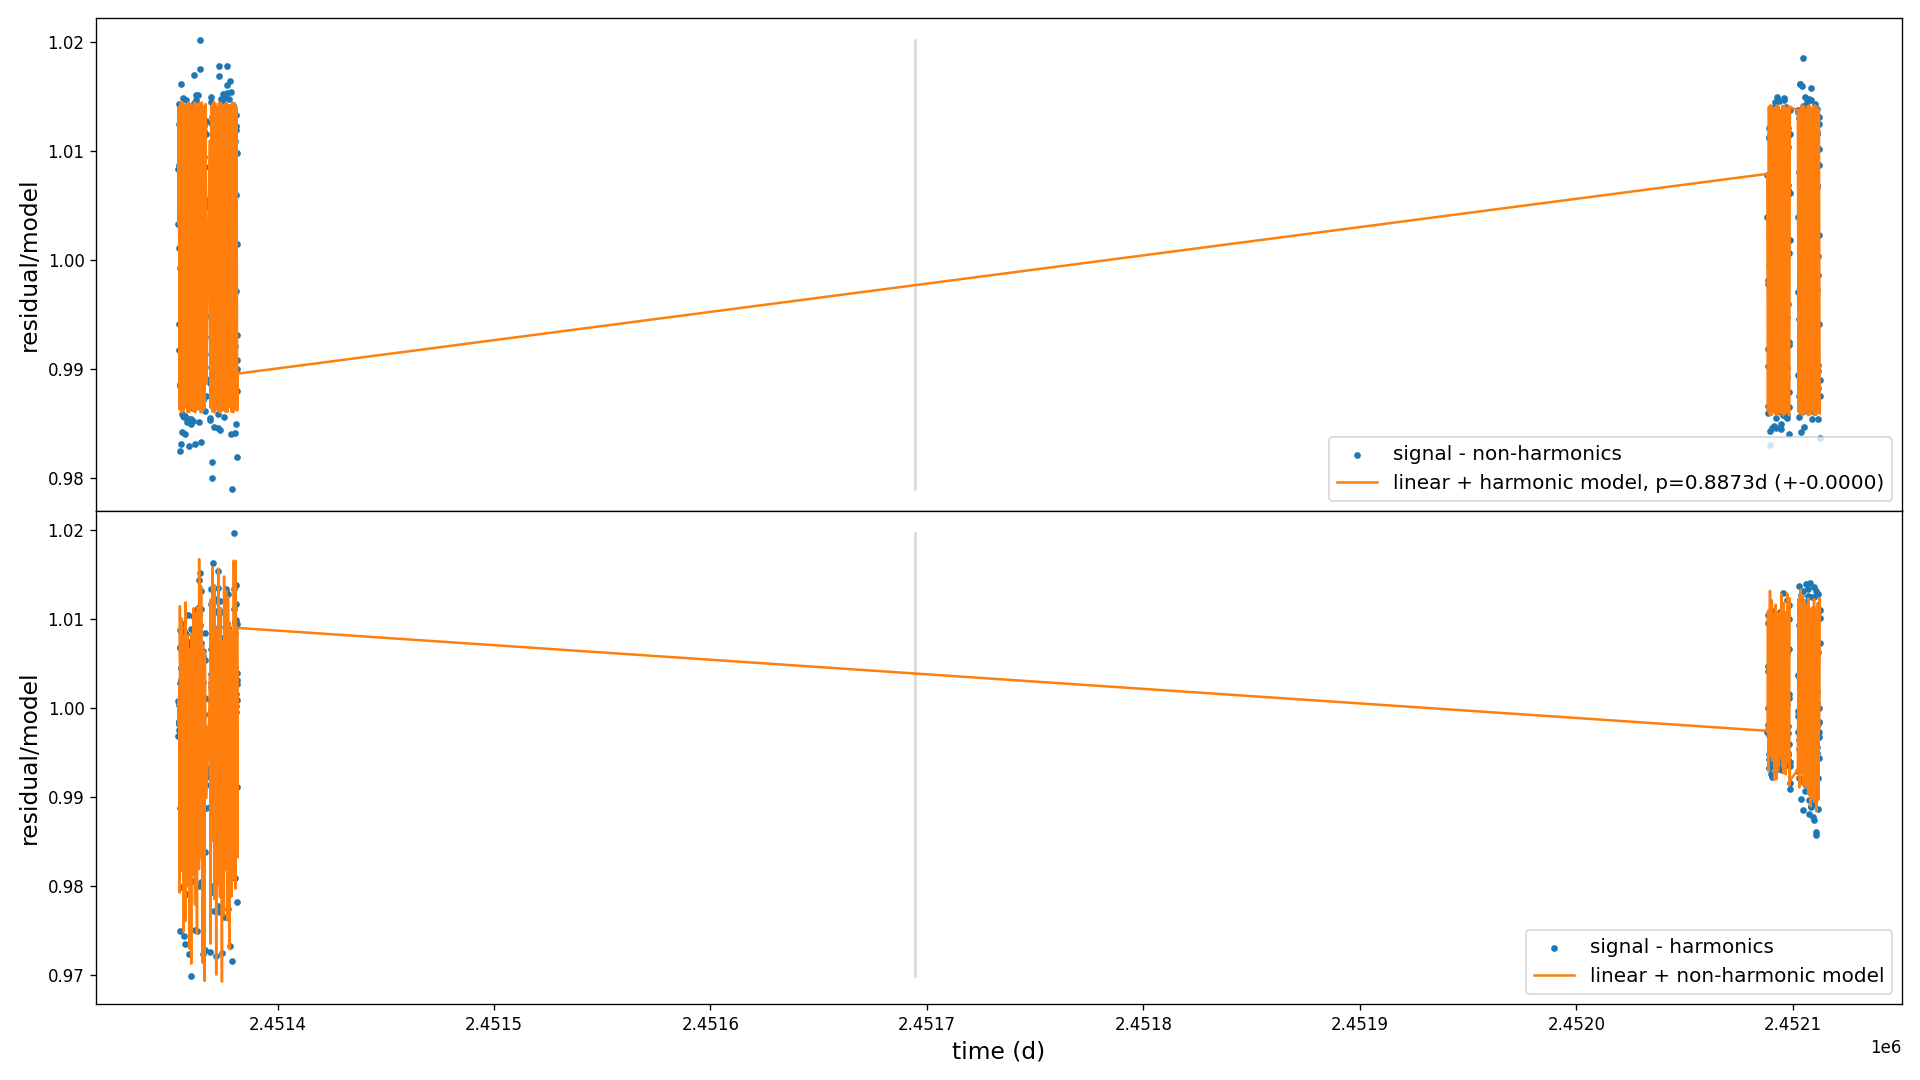 1.02
1.01
1.00
0.99
0.98
residual/model
signal - non-harmonics
linear + harmonic model, p=0.8873d (+-0.0000)
1.02
1.01
1.00
0.99
0.98
0.97
residual/model
signal - harmonics
linear + non-harmonic model
2.4514 2.4515 2.4516 2.4517 2.4518 2.4519 2.4520 2.4521
1e6
time (d)